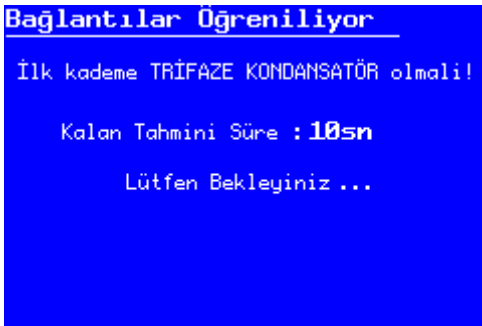 Bağlantılar Öğreniliyor
İlk kademe TRİFAZE KONDANSATÖR olmali!
Kalan Tahmini Süre : 10sn
Lütfen Bekleyiniz ...